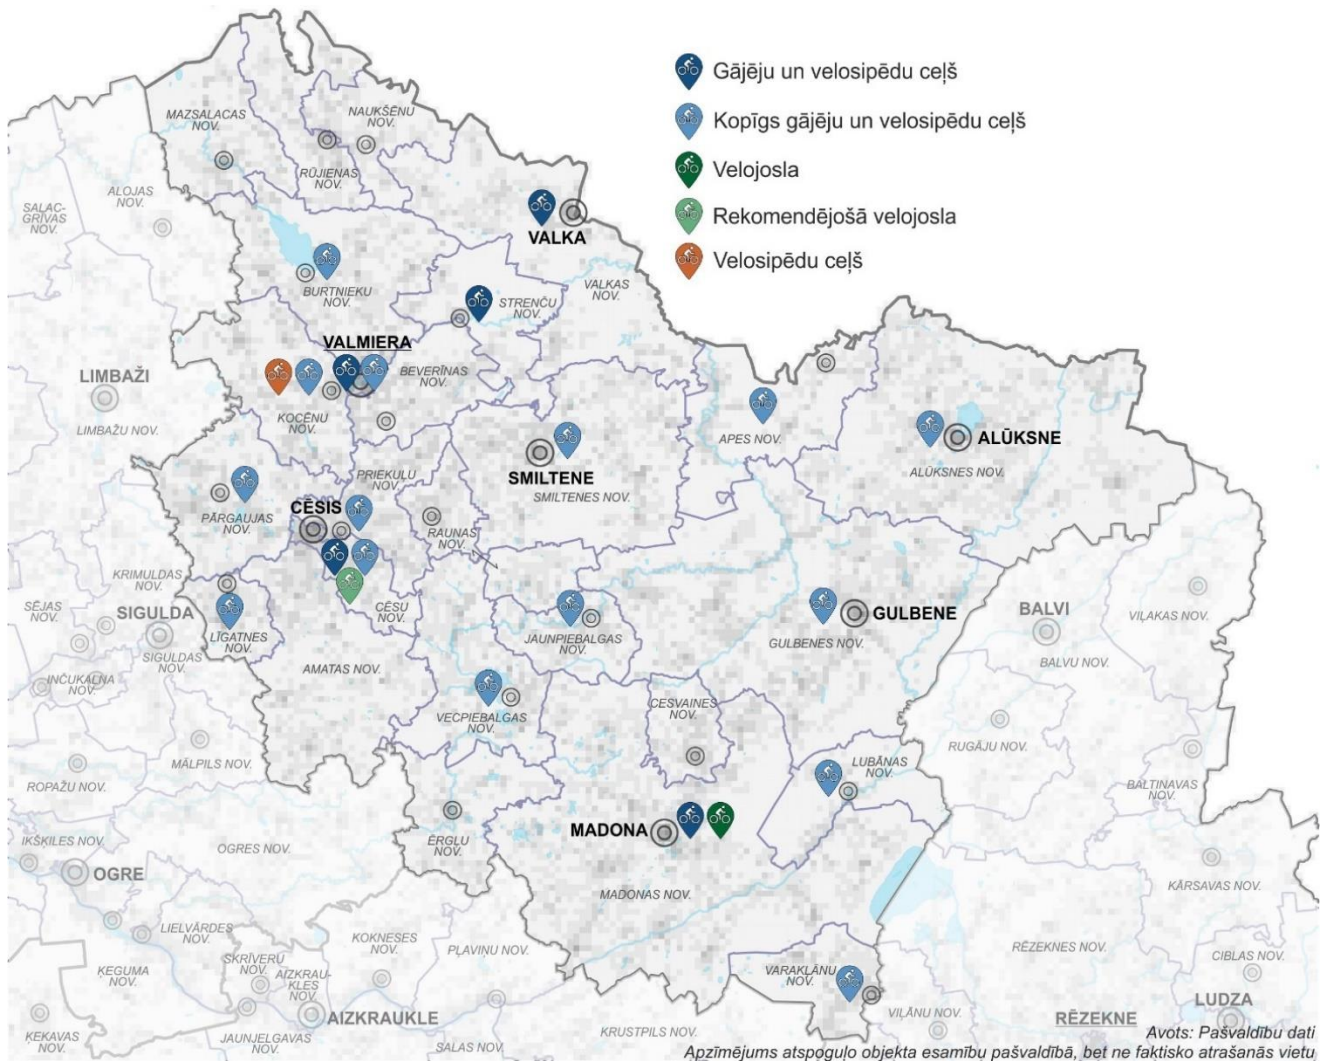 Gājēju un velosipēdu ceļš
Kopīgs gājēju un velosipēdu ceļš
Velojosla
Rekomendējošā velojosla
Velosipēdu ceļš
MAZSALACAS
NOV.
NAUKŠĒNU
NOV.
RŪJIENAS
NOV.
ALOJAS
NOV.
SALAC-
GRĪVAS
NOV.
VALKA
BURTNIEKU
NOV.
STRENČU
NOV.
VALKAS
NOV.
VALMIERA
BEVERĪNAS
NOV.
LIMBAŽI
LIMBAŽU NOV.
KOCĒNU
NOV.
APES NOV.
ALŪKSNE
ALŪKSNES NOV.
SMILTENE
SMILTENES NOV.
PRIEKUĻU
NOV.
CĒSIS
PĀRGAUJAS
NOV.
RAUNAS
NOV.
KRIMULDAS
NOV.
SĒJAS
NOV.
SIGULDA
SIGULDAS
NOV.
LĪGATNES
NOV.
CĒSU
NOV.
AMATAS NOV.
JAUNPIEBALGAS
NOV.
GULBENE
GULBENES NOV.
BALVI
BALVU NOV.
VIĻAKAS NOV.
INČUKALNA
NOV.
VECPIEBALGAS
NOV.
CESVAINES
NOV.
RUGĀJU NOV.
MĀLPILS NOV.
ROPAŽU NOV.
LUBĀNAS
NOV.
BALTINAVAS
NOV.
IKŠĶILES NOV.
OGRES NOV.
OGRE
ĒRGĻU
NOV.
MADONA
MADONAS NOV.
KĀRSAVAS NOV.
LIELVĀRDES
NOV.
KOKNESES
NOV.
PĻAVIŅU NOV.
RĒZEKNES NOV.
CIBLAS NOV.
ĶEGUMA
NOV.
SKRĪVERU
NOV.
AIZKRAU-
KLES
NOV.
VARAKĻĀNU
NOV.
AIZKRAUKLE
VIĻĀNU NOV.
RĒZEKNE
LUDZA
ĶEKAVAS NOV.
JAUNJELGAVAS
NOV.
SALAS NOV.
KRUSTPILS NOV.
Avots: Pašvaldību dati
Apzīmējums atspoguļo objekta esamību pašvaldībā, bet ne faktisko atrašanās vietu